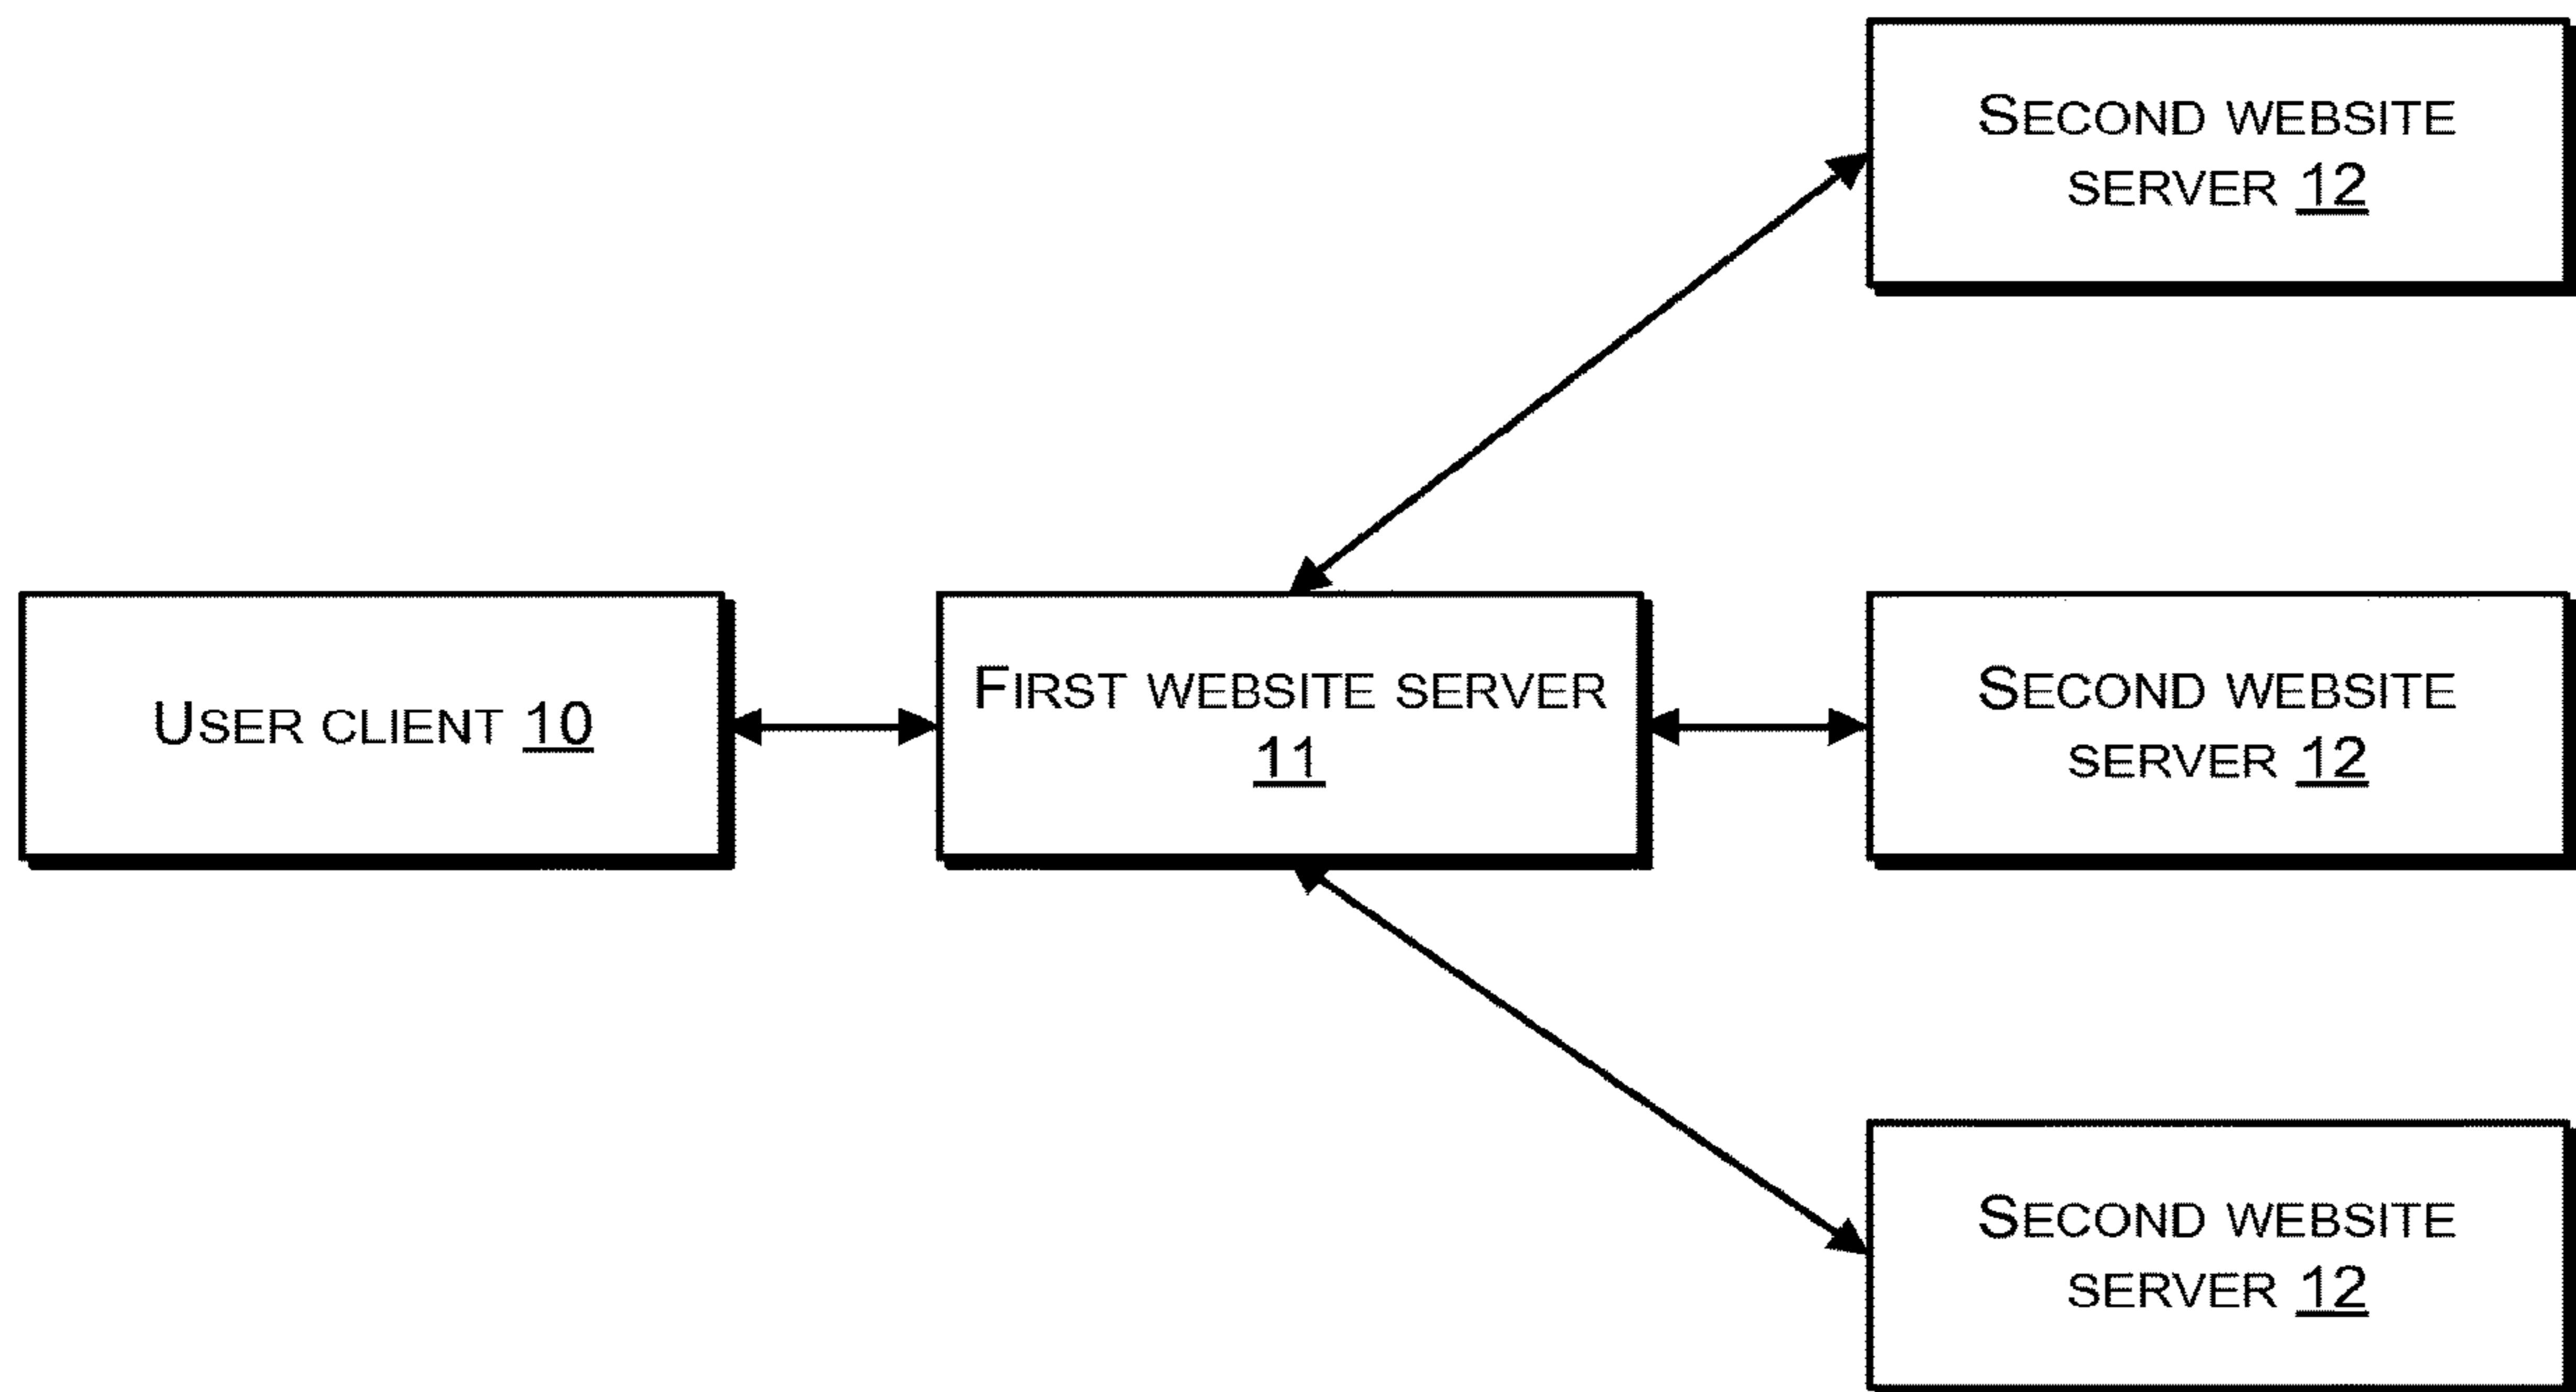 SECOND WEBSITE
SERVER 12
USER CLIENT 10
FIRST WEBSITE SERVER
11
SECOND WEBSITE
SERVER 12
SECOND WEBSITE
SERVER 12